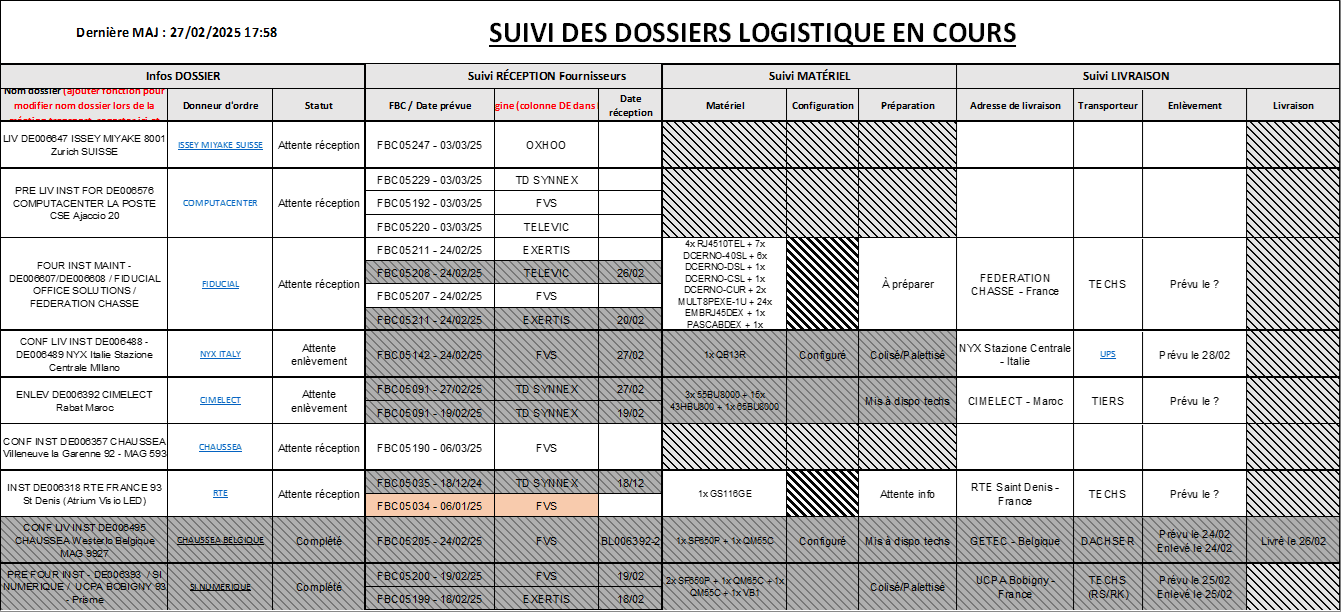 Dernière MAJ : 27/02/2025 17:58
SUIVI DES DOSSIERS LOGISTIQUE EN COURS
Infos DOSSIER
Suivi RÉCEPTION Fournisseurs
Suivi MATÉRIEL
Suivi LIVRAISON
Nom dossier (ajouter fonction pour
modifier nom dossier lors de la
Donneur d'ordre
Statut
FBC / Date prévue
gine (colonne DE dans
Date
réception
Matériel
Configuration
Préparation
Adresse de livraison
Transporteur
Enlèvement
Livraison
LIV DE006647 ISSEY MIYAKE 8001
Zurich SUISSE
ISSEY MIYAKE SUISSE
Attente réception
FBC05247 - 03/03/25
OXHOO
PRE LIV INST FOR DE006576
COMPUTACENTER LA POSTE
CSE Ajaccio 20
COMPUTACENTER
Attente réception
FBC05229 - 03/03/25
TD SYNNEX
FBC05192 - 03/03/25
FVS
FBC05220 - 03/03/25
TELEVIC
FOUR INST MAINT -
DE006607/DE006608 / FIDUCIAL
OFFICE SOLUTIONS /
FEDERATION CHASSE
FIDUCIAL
Attente réception
FBC05211 - 24/02/25
EXERTIS
FBC05208 - 24/02/25
TELEVIC
26/02
FBC05207 - 24/02/25
FVS
FBC05211 - 24/02/25
EXERTIS
20/02
4x RJ4510TEL + 7x
DCERNO-40SL + 6x
DCERNO-DSL + 1x
DCERNO-CSL + 1x
DCERNO-CUR + 2x
MULT8PEXE-1U + 24x
EMBRJ45DEX + 1x
PASCABDEX + 1x
À préparer
FEDERATION
CHASSE - France
TECHS
Prévu le ?
CONF LIV INST DE006488 -
DE006489 NYX Italie Stazione
Centrale MIlano
NYX ITALY
Attente
enlèvement
FBC05142 - 24/02/25
FVS
27/02
1x QB13R
Configuré
Colisé/Palettisé
NYX Stazione Centrale
- Italie
UPS
Prévu le 28/02
ENLEV DE006392 CIMELECT
Rabat Maroc
CIMELECT
Attente
enlèvement
FBC05091 - 27/02/25
TD SYNNEX
27/02
FBC05091 - 19/02/25
TD SYNNEX
19/02
3x 55BU8000 + 15x
43HBU800 + 1x 65BU8000
Mis à dispo techs
CIMELECT - Maroc
TIERS
Prévu le ?
CONF INST DE006357 CHAUSSEA
Villeneuve la Garenne 92 - MAG 593
CHAUSSEA
Attente réception
FBC05190 - 06/03/25
FVS
INST DE006318 RTE FRANCE 93
St Denis (Atrium Visio LED)
RTE
Attente réception
FBC05035 - 18/12/24
TD SYNNEX
18/12
FBC05034 - 06/01/25
FVS
1x GS116GE
Attente info
RTE Saint Denis -
France
TECHS
Prévu le ?
CONF LIV INST DE006495
CHAUSSEA Westerlo Belgique
MAG 9927
CHAUSSEA BELGIQUE
Complété
FBC05205 - 24/02/25
FVS
BL006392-2
1x SF650P + 1x QM55C
Configuré
Mis à dispo techs
GETEC - Belgique
DACHSER
Prévu le 24/02
Enlevé le 24/02
Livré le 26/02
PRE FOUR INST - DE006393 / SI
NUMERIQUE / UCPA BOBIGNY 93
- Prisme
SI NUMERIQUE
Complété
FBC05200 - 19/02/25
FVS
19/02
FBC05199 - 18/02/25
EXERTIS
18/02
2x SF650P + 1x QM65C + 1x
QM55C + 1x VB1
Colisé/Palettisé
UCPA Bobigny -
France
TECHS
(RS/RK)
Prévu le 25/02
Enlevé le 25/02